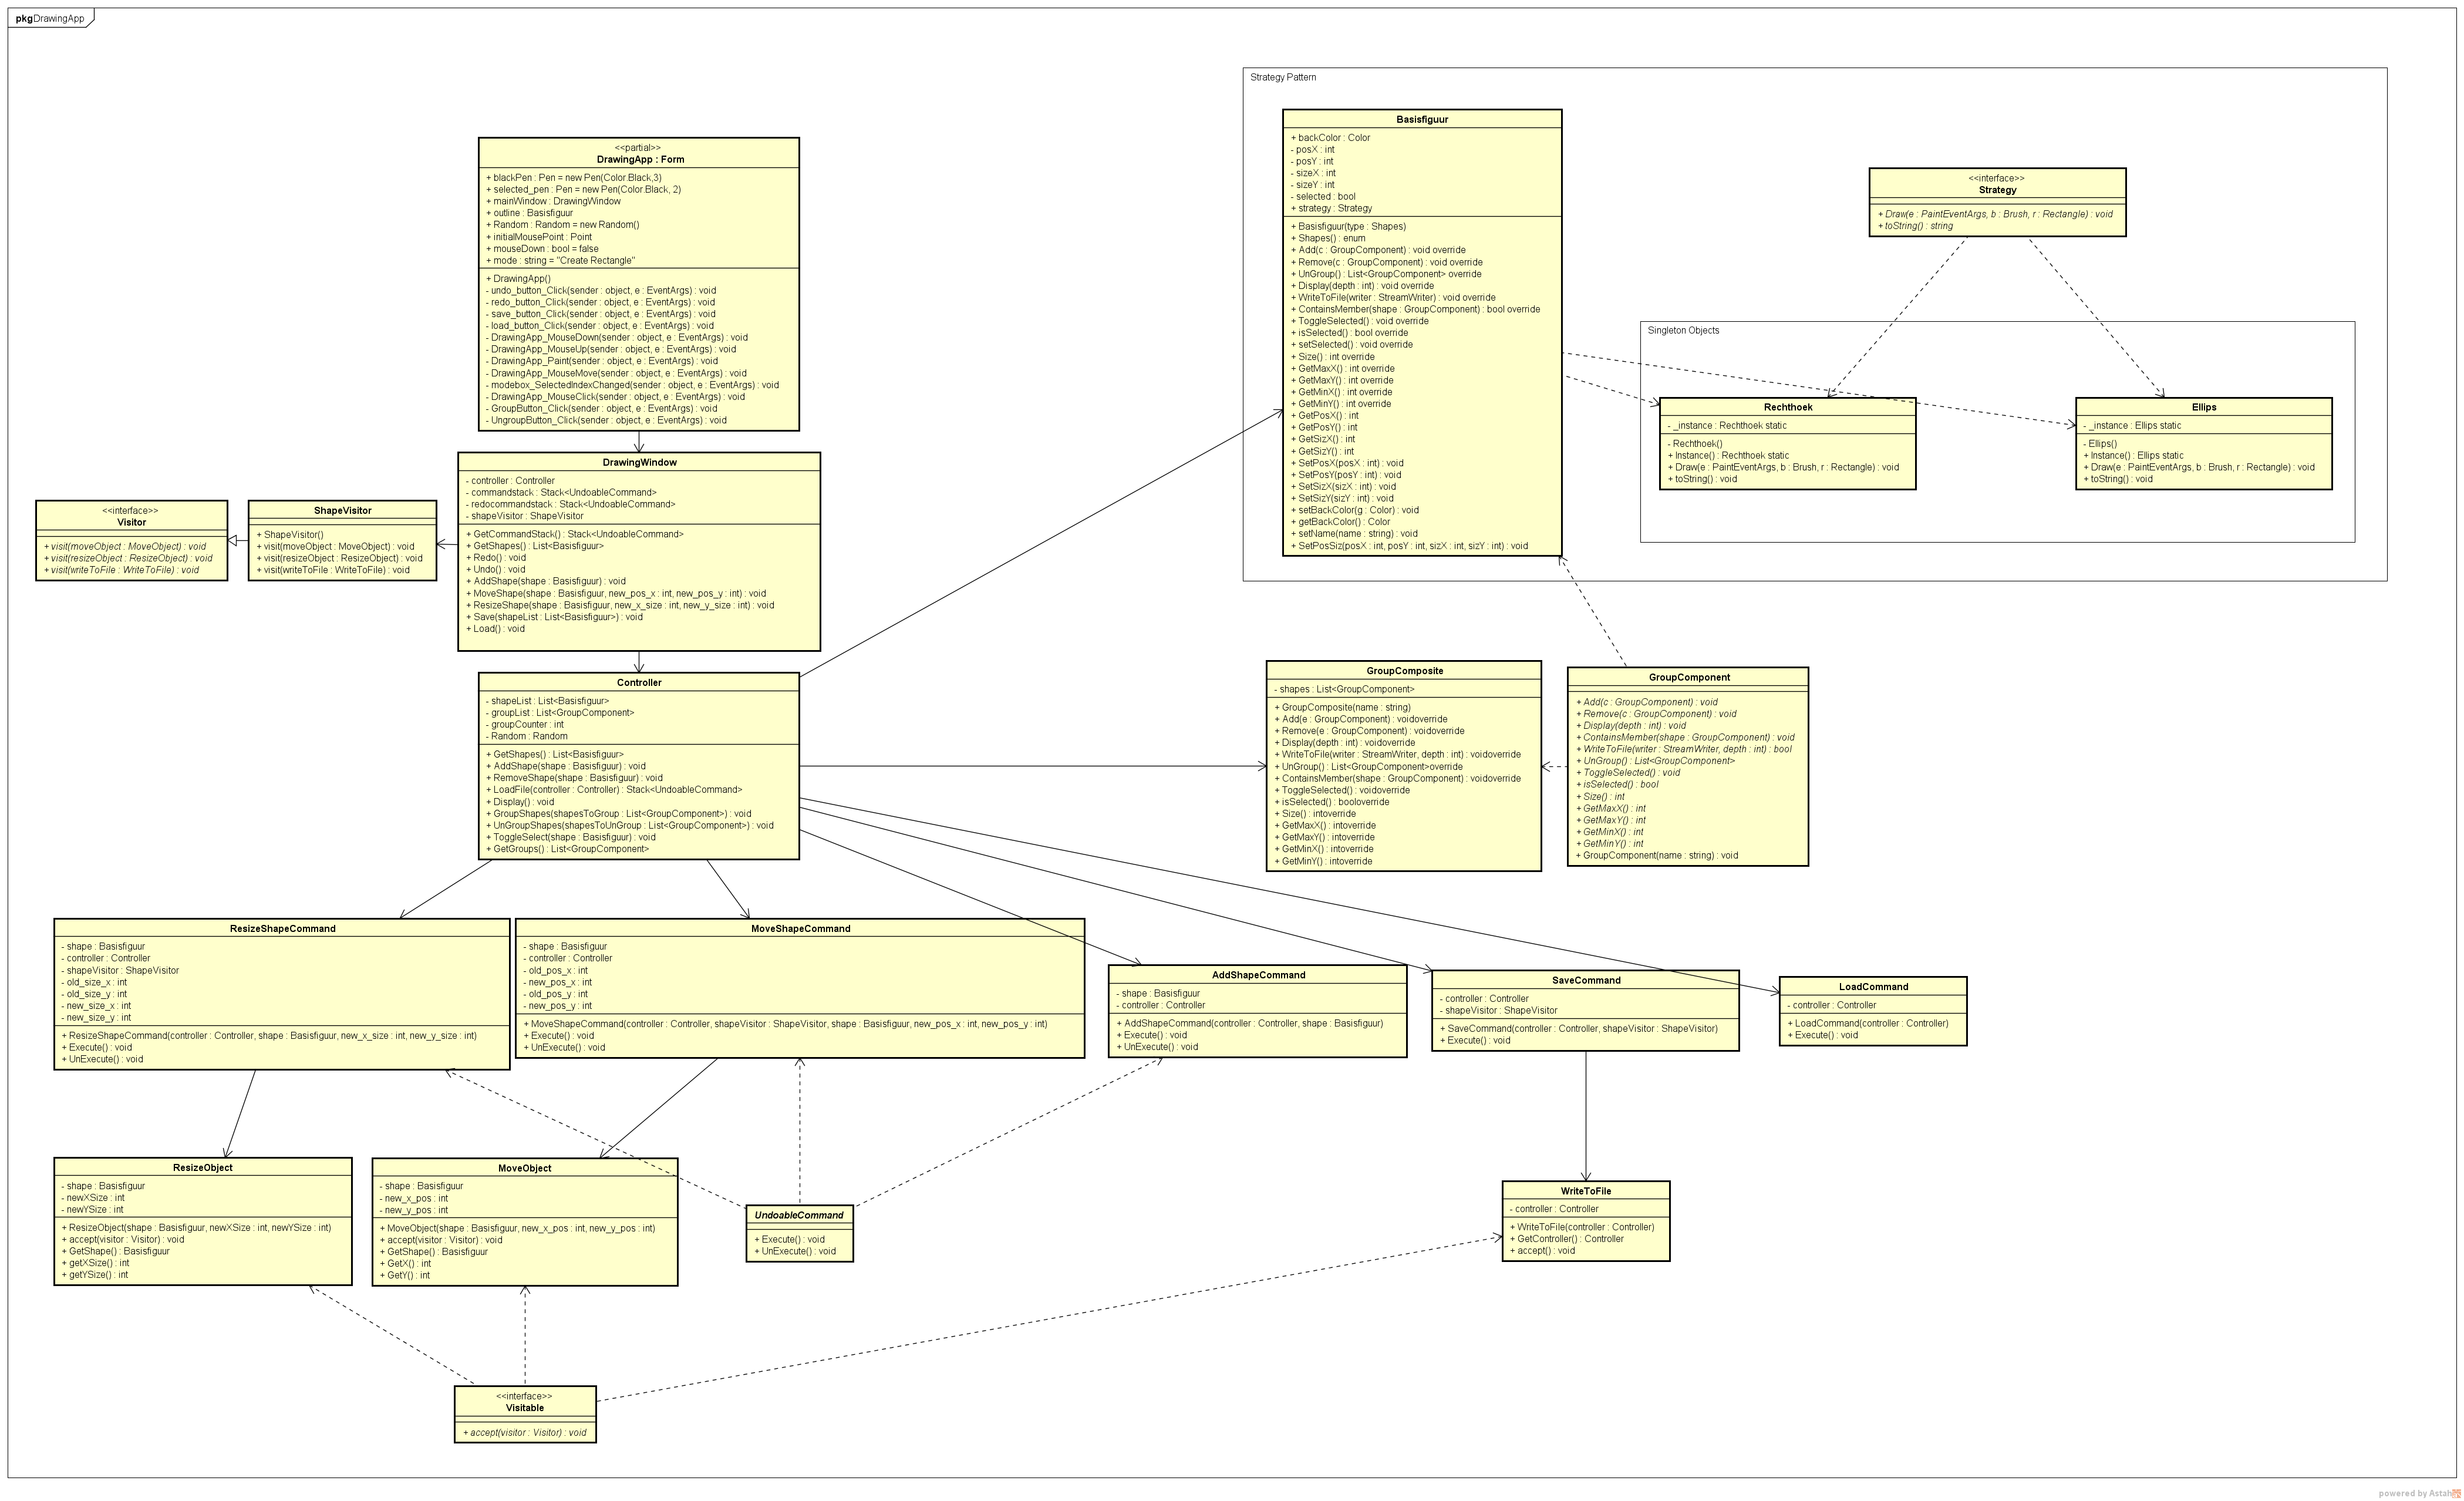 pkg DrawingApp
Strategy Pattern
Basisfiguur
+ backColor : Color
- posX : int
- posY : int
- sizeX : int
- sizeY : int
- selected : bool
+ strategy : Strategy
+ Basisfiguur(type : Shapes)
+ Shapes() : enum
+ Add(c : GroupComponent) : void override
+ Remove(c : GroupComponent) : void override
+ UnGroup() : List<GroupComponent> override
+ Display(depth : int) : void override
+ WriteToFile(writer : StreamWriter) : void override
+ ContainsMember(shape : GroupComponent) : bool override
+ ToggleSelected() : void override
+ isSelected() : bool override
+ setSelected() : void override
+ Size() : int override
+ GetMaxX() : int override
+ GetMaxY() : int override
+ GetMinX() : int override
+ GetMinY() : int override
+ GetPosX() : int
+ GetPosY() : int
+ GetSizX() : int
+ GetSizY() : int
+ SetPosX(posX : int) : void
+ SetPosY(posY : int) : void
+ SetSizX(sizX : int) : void
+ SetSizY(sizY : int) : void
+ setBackColor(g : Color) : void
+ getBackColor() : Color
+ setName(name : string) : void
+ SetPosSiz(posX : int, posY : int, sizX : int, sizY : int) : void
<<interface>>
Strategy
+ Draw(e : PaintEventArgs, b : Brush, r : Rectangle) : void
+ toString() : string
Singleton Objects
Rechthoek
- _instance : Rechthoek static
- Rechthoek()
+ Instance() : Rechthoek static
+ Draw(e : PaintEventArgs, b : Brush, r : Rectangle) : void
+ toString() : void
Ellips
- _instance : Ellips static
- Ellips()
+ Instance() : Ellips static
+ Draw(e : PaintEventArgs, b : Brush, r : Rectangle) : void
+ toString() : void
<<partial>>
DrawingApp : Form
+ blackPen : Pen = new Pen(Color.Black,3)
+ selected_pen : Pen = new Pen(Color.Black, 2)
+ mainWindow : DrawingWindow
+ outline : Basisfiguur
+ Random : Random = new Random()
+ initialMousePoint : Point
+ mouseDown : bool = false
+ mode : string = "Create Rectangle"
+ DrawingApp()
- undo_button_Click(sender : object, e : EventArgs) : void
- redo_button_Click(sender : object, e : EventArgs) : void
- save_button_Click(sender : object, e : EventArgs) : void
- load_button_Click(sender : object, e : EventArgs) : void
- DrawingApp_MouseDown(sender : object, e : EventArgs) : void
- DrawingApp_MouseUp(sender : object, e : EventArgs) : void
- DrawingApp_Paint(sender : object, e : EventArgs) : void
- DrawingApp_MouseMove(sender : object, e : EventArgs) : void
- modebox_SelectedIndexChanged(sender : object, e : EventArgs) : void
- DrawingApp_MouseClick(sender : object, e : EventArgs) : void
- GroupButton_Click(sender : object, e : EventArgs) : void
- UngroupButton_Click(sender : object, e : EventArgs) : void
DrawingWindow
- controller : Controller
- commandstack : Stack<UndoableCommand>
- redocommandstack : Stack<UndoableCommand>
- shapeVisitor : ShapeVisitor
+ GetCommandStack() : Stack<UndoableCommand>
+ GetShapes() : List<Basisfiguur>
+ Redo() : void
+ Undo() : void
+ AddShape(shape : Basisfiguur) : void
+ MoveShape(shape : Basisfiguur, new_pos_x : int, new_pos_y : int) : void
+ ResizeShape(shape : Basisfiguur, new_x_size : int, new_y_size : int) : void
+ Save(shapeList : List<Basisfiguur>) : void
+ Load() : void
<<interface>>
Visitor
+ visit(moveObject : MoveObject) : void
+ visit(resizeObject : ResizeObject) : void
+ visit(writeToFile : WriteToFile) : void
ShapeVisitor
+ ShapeVisitor()
+ visit(moveObject : MoveObject) : void
+ visit(resizeObject : ResizeObject) : void
+ visit(writeToFile : WriteToFile) : void
Controller
- shapeList : List<Basisfiguur>
- groupList : List<GroupComponent>
- groupCounter : int
- Random : Random
+ GetShapes() : List<Basisfiguur>
+ AddShape(shape : Basisfiguur) : void
+ RemoveShape(shape : Basisfiguur) : void
+ LoadFile(controller : Controller) : Stack<UndoableCommand>
+ Display() : void
+ GroupShapes(shapesToGroup : List<GroupComponent>) : void
+ UnGroupShapes(shapesToUnGroup : List<GroupComponent>) : void
+ ToggleSelect(shape : Basisfigur) : void
+ GetGroups() : List<GroupComponent>
GroupComposite
- shapes : List<GroupComponent>
+ GroupComposite(name : string)
+ Add(e : GroupComponent) : voidoverride
+ Remove(e : GroupComponent) : voidoverride
+ Display(depth : int) : voidoverride
+ WriteToFile(writer : StreamWriter, depth : int) : voidoverride
+ UnGroup() : List<GroupComponent>override
+ ContainsMember(shape : GroupComponent) : voidoverride
+ ToggleSelected() : voidoverride
+ isSelected() : booloverride
+ Size() : intoverride
+ GetMaxX() : intoverride
+ GetMaxY() : intoverride
+ GetMinX() : intoverride
+ GetMinY() : intoverride
GroupComponent
+ Add(c : GroupComponent) : void
+ Remove(c : GroupComponent) : void
+ Display(depth : int) : void
+ ContainsMember(shape : GroupComponent) : void
+ WriteToFile(writer : StreamWriter, depth : int) : bool
+ UnGroup() : List<GroupComponent>
+ ToggleSelected() : void
+ isSelected() : bool
+ Size() : int
+ GetMaxX() : int
+ GetMaxY() : int
+ GetMinX() : int
+ GetMinY() : int
+ GroupComponent(name : string) : void
ResizeShapeCommand
- shape : Basisfiguur
- controller : Controller
- shapeVisitor : ShapeVisitor
- old_size_x : int
- old_size_y : int
- new_size_x : int
- new_size_y : int
+ ResizeShapeCommand(controller : Controller, shape : Basisfiguur, new_x_size : int, new_y_size : int)
+ Execute() : void
+ UnExecute() : void
MoveShapeCommand
- shape : Basisfiguur
- controller : Controller
- old_pos_x : int
- new_pos_x : int
- old_pos_y : int
- new_pos_y : int
+ MoveShapeCommand(controller : Controller, shapeVisitor : ShapeVisitor, shape : Basisfiguur, new_pos_x : int, new_pos_y : int)
+ Execute() : void
+ UnExecute() : void
AddShapeCommand
- shape : Basisfiguur
- controller : Controller
+ AddShapeCommand(controller : Controller, shape : Basisfiguur)
+ Execute() : void
+ UnExecute() : void
SaveCommand
- controller : Controller
- shapeVisitor : ShapeVisitor
+ SaveCommand(controller : Controller, shapeVisitor : ShapeVisitor)
+ Execute() : void
LoadCommand
- controller : Controller
+ LoadCommand(controller : Controller)
+ Execute() : void
ResizeObject
- shape : Basisfiguur
- newXSize : int
- newYSize : int
+ ResizeObject(shape : Basisfiguur, newXSize : int, newYSize : int)
+ accept(visitor : Visitor) : void
+ GetShape() : Basisfiguur
+ getXSize() : int
+ getYSize() : int
MoveObject
- shape : Basisfiguur
- new_x_pos : int
- new_y_pos : int
+ MoveObject(shape : Basisfiguur, new_x_pos : int, new_y_pos : int)
+ accept(visitor : Visitor) : void
+ GetShape() : Basisfiguur
+ GetX() : int
+ GetY() : int
UndoableCommand
+ Execute() : void
+ UnExecute() : void
WriteToFile
- controller : Controller
+ WriteToFile(controller : Controller)
+ GetController() : Controller
+ accept() : void
<<interface>>
Visitable
+ accept(visitor : Visitor) : void
powered by Astah